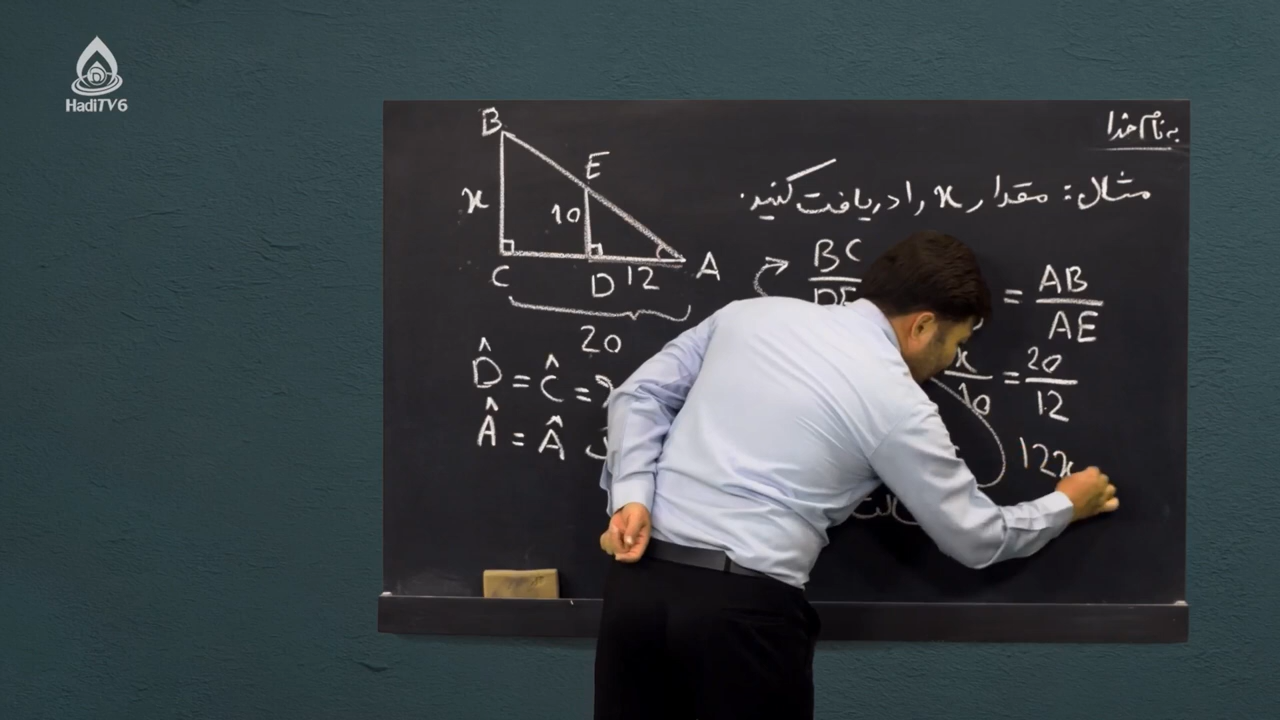 HadiTV6
به نام خدا
مثال: مقدار x را دریافت کنید.
B
E
x
10
C
D
12
A
20
D̂ = Ĉ =
Â = Â
BC
DE
= AB
AE
x/10 = 20/12
12x